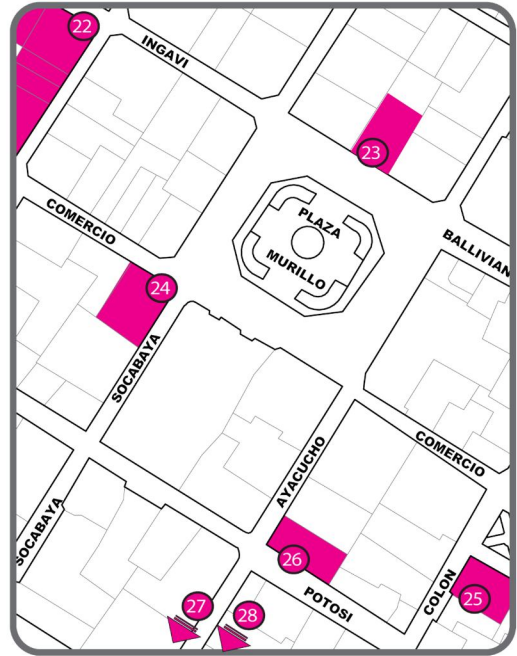 22
INGAVI
23
COMERCIO
PLAZA
MURILLO
BALLIVIAN
24
SOCABAYA
AYACUCHO
COMERCIO
SOCABAYA
26
POTOSI
COLON
25
27
28